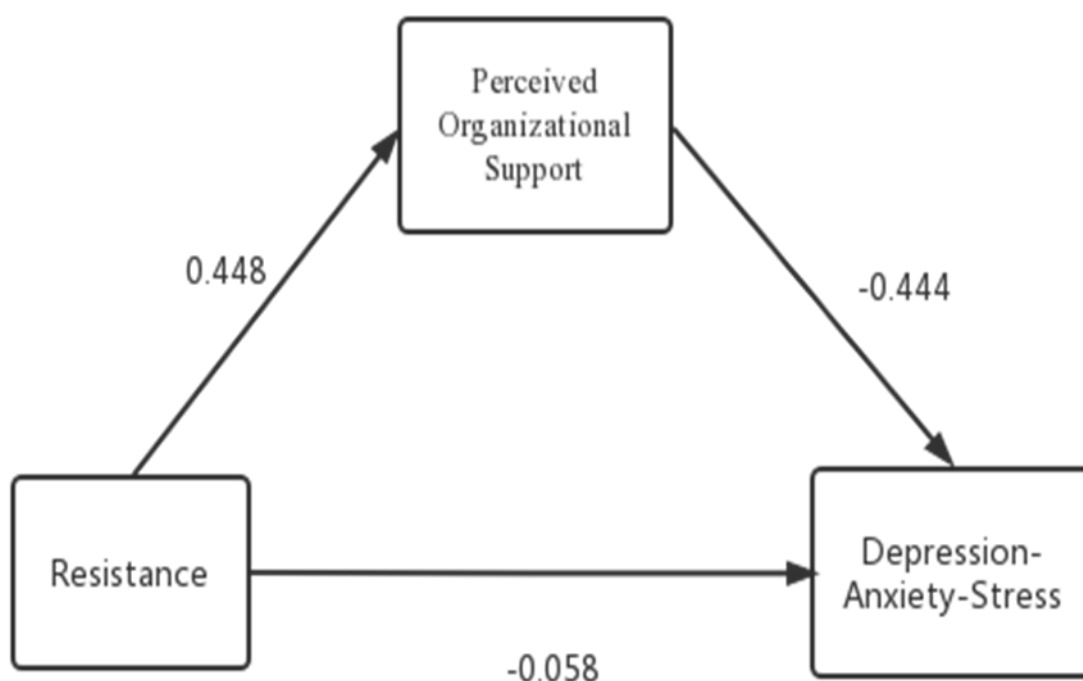 Perceived
Organizational
Support
0.448
-0.444
Resistance
Depression-
Anxiety-Stress
-0.058